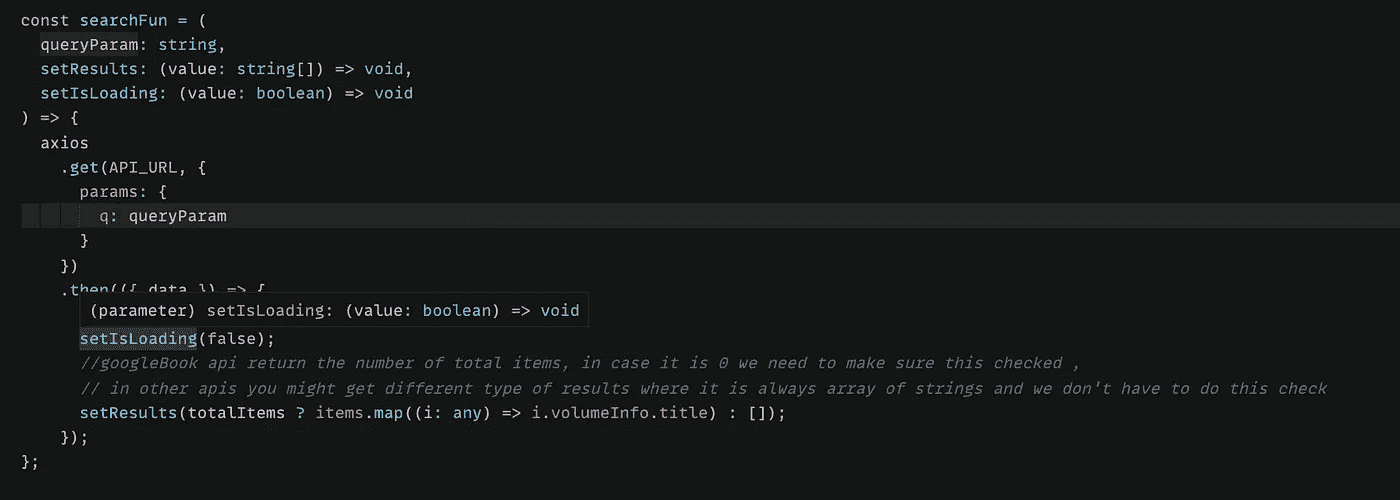 const searchFun = (
  queryParam: string,
  setResults: (value: string[]) => void,
  setIsLoading: (value: boolean) => void
) => {
  axios
    .get(API_URL, {
      params: {
        q: queryParam
      }
    })
    .then(({ data }) => {
(parameter) setIsLoading: (value: boolean) => void
      setIsLoading(false);
      //googleBook api return the number of total items, in case it is 0 we need to make sure this checked ,
      // in other apis you might get different type of results where it is always array of strings and we don't have to do this check
      setResults(totalItems ? items.map((i: any) => i.volumeInfo.title) : []);
    });
};